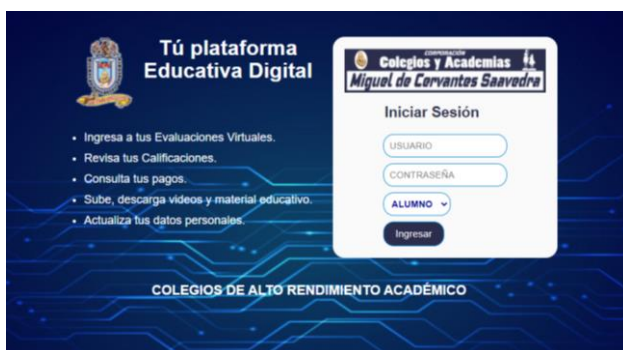 Tú plataforma
Educativa Digital
• Ingresa a tus Evaluaciones Virtuales.
• Revisa tus Calificaciones.
• Consulta tus pagos.
• Sube, descarga videos y material educativo.
• Actualiza tus datos personales.
CORPORACIÓN
Colegios y Academias
Miguel de Cervantes Saavedra
Iniciar Sesión
USUARIO
CONTRASEÑA
ALUMNO
Ingresar
COLEGIOS DE ALTO RENDIMIENTO ACADÉMICO